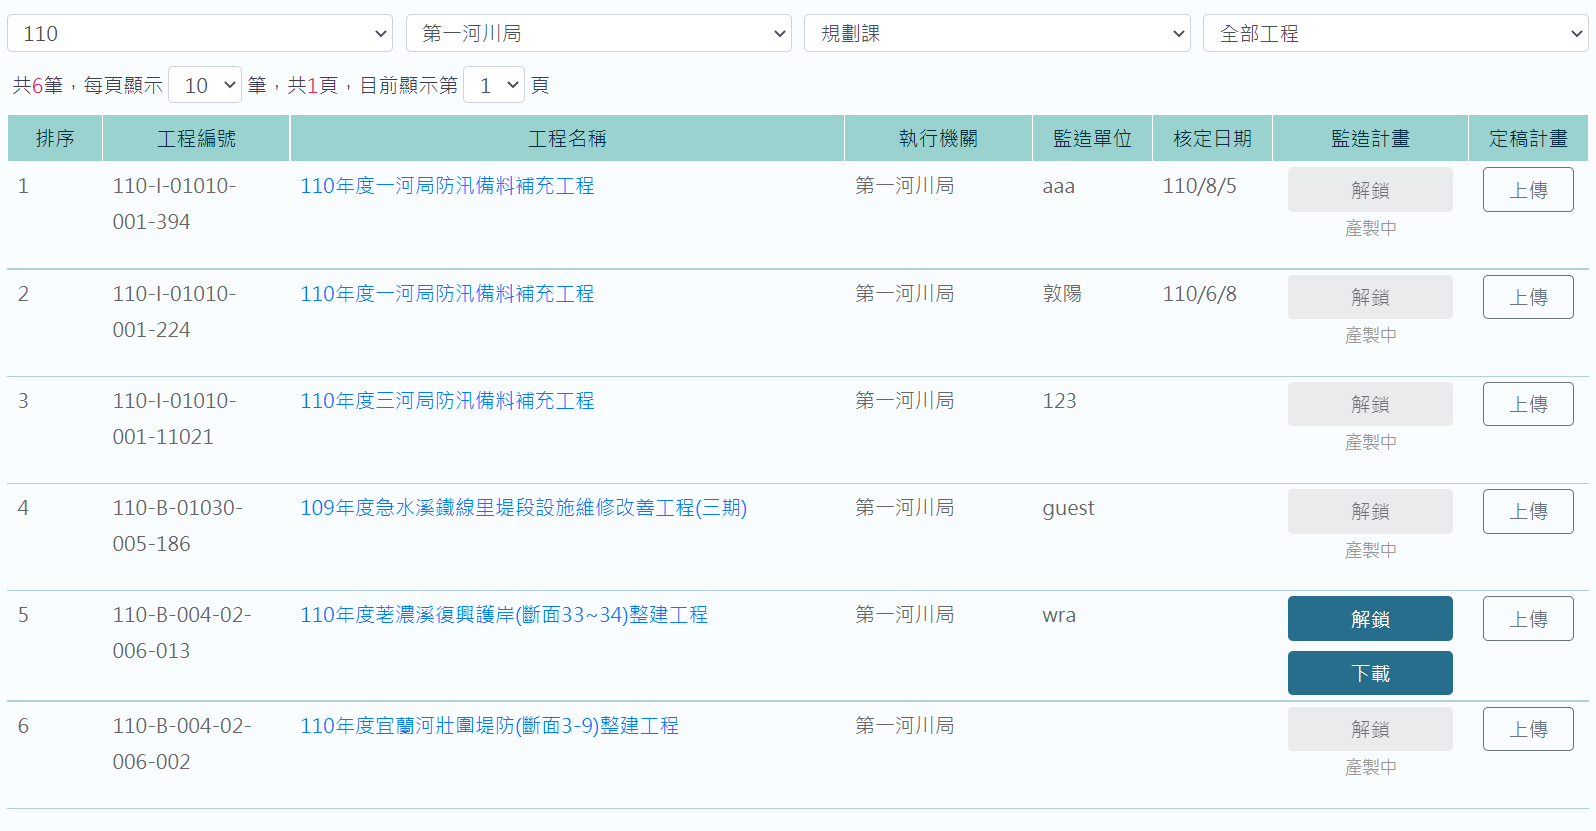 110 第一河川局 規劃課 全部工程
共6筆，每頁顯示 10 筆，共1頁，目前顯示第 1 頁
排序 工程編號 工程名稱 執行機關 監造單位 核定日期 監造計畫 定稿計畫
1 110-I-01010- 110年度一河局防汛備料補充工程 第一河川局 aaa 110/8/5 解鎖 上傳
001-394 產製中
2 110-I-01010- 110年度一河局防汛備料補充工程 第一河川局 敦陽 110/6/8 解鎖 上傳
001-224 產製中
3 110-I-01010- 110年度三河局防汛備料補充工程 第一河川局 123 解鎖 上傳
001-11021 產製中
4 110-B-01030- 109年度急水溪鐵線里堤段設施維修改善工程(三期) 第一河川局 guest 解鎖 上傳
005-186 產製中
5 110-B-004-02- 110年度荖濃溪復興護岸(斷面33~34)整建工程 第一河川局 wra 解鎖 上傳
006-013 下載
6 110-B-004-02- 110年度宜蘭河壯圍堤防(斷面3-9)整建工程 第一河川局 解鎖 上傳
006-002 產製中